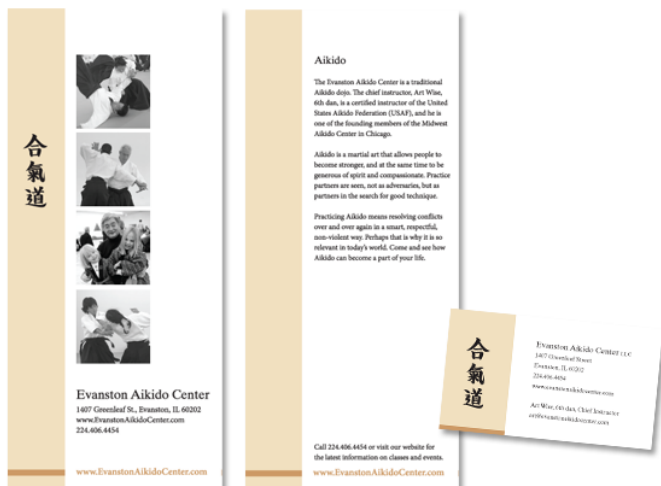 合
氣
道
Evanston Aikido Center
1407 Greenleaf St., Evanston, IL 60202
www.EvanstonAikidoCenter.com
224.406.4454
www.EvanstonAikidoCenter.com
Aikido
The Evanston Aikido Center is a traditional
Aikido dojo. The chief instructor, Art Wise,
6th dan, is a certified instructor of the United
States Aikido Federation (USAF), and he is
one of the founding members of the Midwest
Aikido Center in Chicago.
Aikido is a martial art that allows people to
become stronger, and at the same time to be
generous of spirit and compassionate. Practice
partners are seen, not as adversaries, but as
partners in the search for good technique.
Practicing Aikido means resolving conflicts
over and over again in a smart, respectful,
non-violent way. Perhaps that is why it is so
relevant in today's world. Come and see how
Aikido can become a part of your life.
Call 224.406.4454 or visit our website for
the latest information on classes and events.
www.EvanstonAikidoCenter.com
合
氣
道
Evanston Aikido Center LLC
1407 Greenleaf Street
Evanston, IL 60202
224.406.4454
www.evanstonaikidocenter.com
Art Wise, 6th dan, Chief Instructor
art@evanstonaikidocenter.com